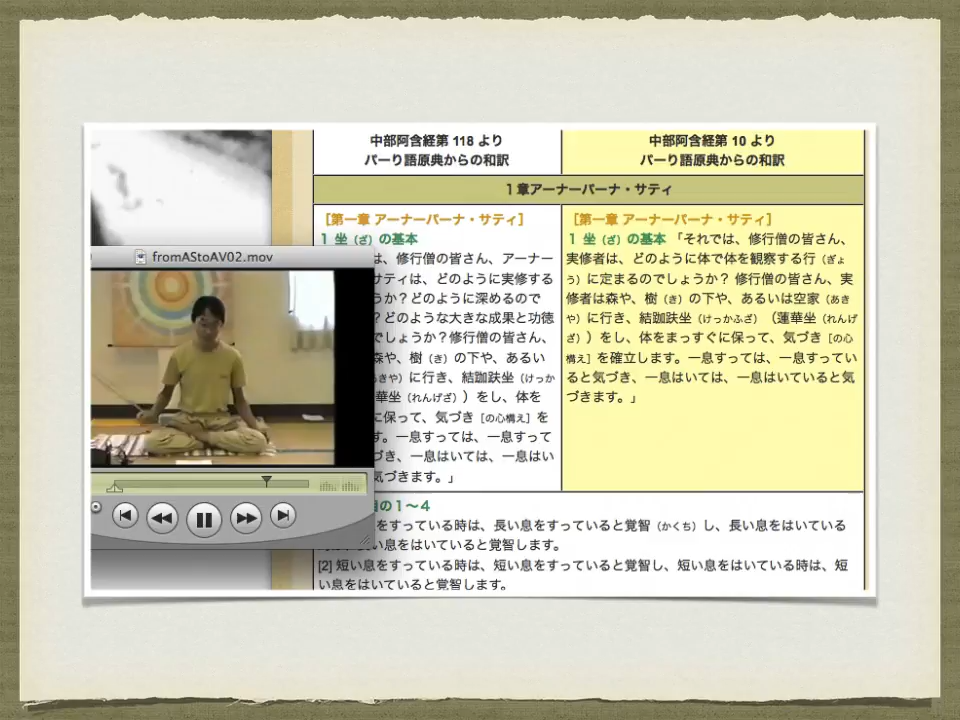 中部阿含経第 118 より
パーり語原典からの和訳
中部阿含経第 10 より
パーり語原典からの和訳
1章アーナーパーナ・サティ
［第一章 アーナーパーナ・サティ］
1 坐（ざ）の基本
は、修行僧の皆さん、アーナー
サティは、どのように実修する
うか？どのように深めるので
？どのような大きな成果と功徳
でしょうか？修行僧の皆さん、
森や、樹（き）の下や、あるい
きや）に行き、結跏趺坐（けっか
華坐（れんげざ））をし、体を
に保って、気づき［の心構え］を
す。一息すっては、一息すって
づき、一息はいては、一息はい
気づきます。」
［第一章 アーナーパーナ・サティ］
1 坐（ざ）の基本 「それでは、修行僧の皆さん、
実修者は、どのように体で体を観察する行（ぎょ
う）に定まるのでしょうか？ 修行僧の皆さん、実
修者は森や、樹（き）の下や、あるいは空家（あき
や）に行き、結跏趺坐（けっかふざ）（蓮華坐（れんげ
ざ））をし、体をまっすぐに保って、気づき［の心
構え］を確立します。一息すっては、一息すってい
ると気づき、一息はいては、一息はいていると気
づきます。」
fromAStoAV02.mov
目の1〜4
をすっている時は、長い息をすっていると覚智（かくち）し、長い息をはいている
い息をはいていると覚智します。
[2] 短い息をすっている時は、短い息をすっていると覚智し、短い息をはいている時は、短
い息をはいていると覚智します。